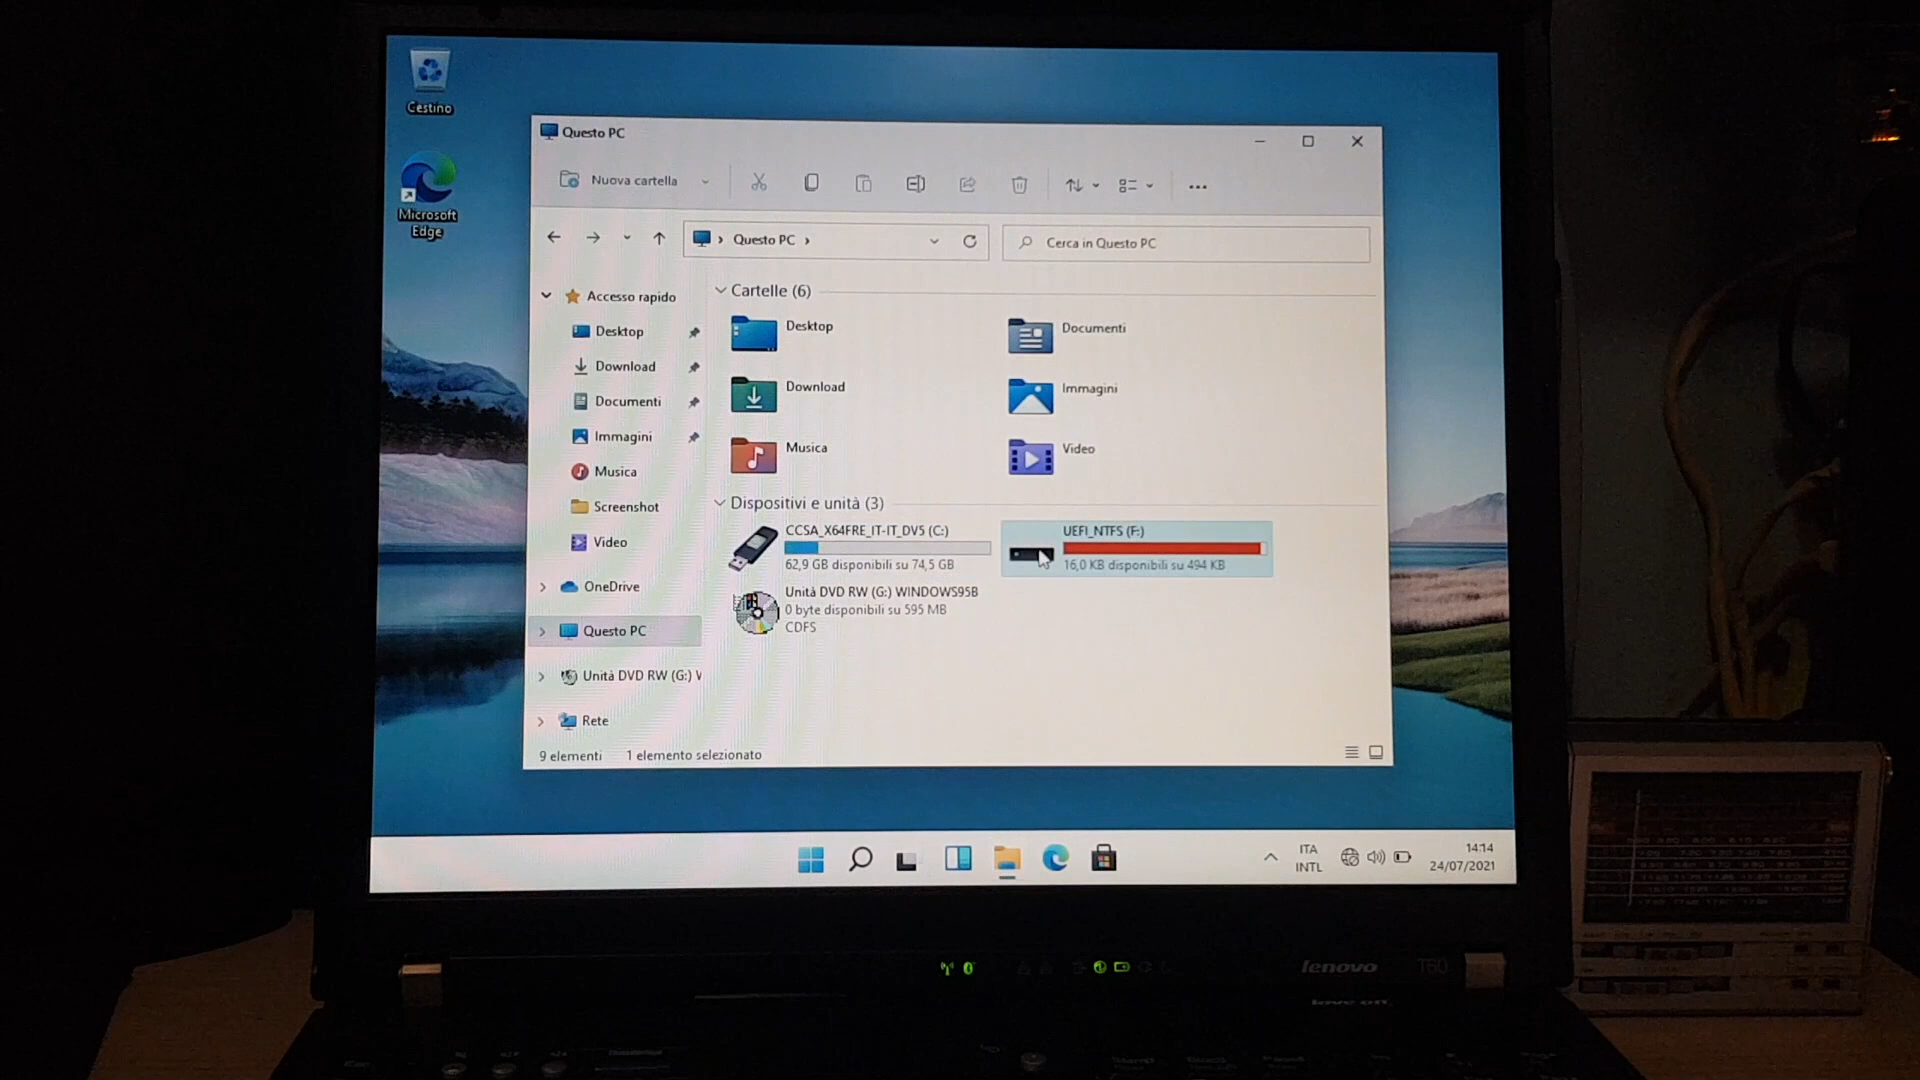 Cestino
Microsoft
Edge
Questo PC
Nuova cartella
Questo PC
Cerca in Questo PC
Accesso rapido
Desktop
Download
Documenti
Immagini
Musica
Screenshot
Video
OneDrive
Questo PC
Unità DVD RW (G:) V
Rete
Cartelle (6)
Desktop
Documenti
Download
Immagini
Musica
Video
Dispositivi e unità (3)
CCSA_X64FRE_IT-IT_DV5 (C:)
62,9 GB disponibili su 74,5 GB
UEFI_NTFS (F:)
16,0 KB disponibili su 494 KB
Unità DVD RW (G:) WINDOWS95B
0 byte disponibili su 595 MB
CDFS
9 elementi 1 elemento selezionato
ITA
INTL
14:14
24/07/2021
lenovo T60